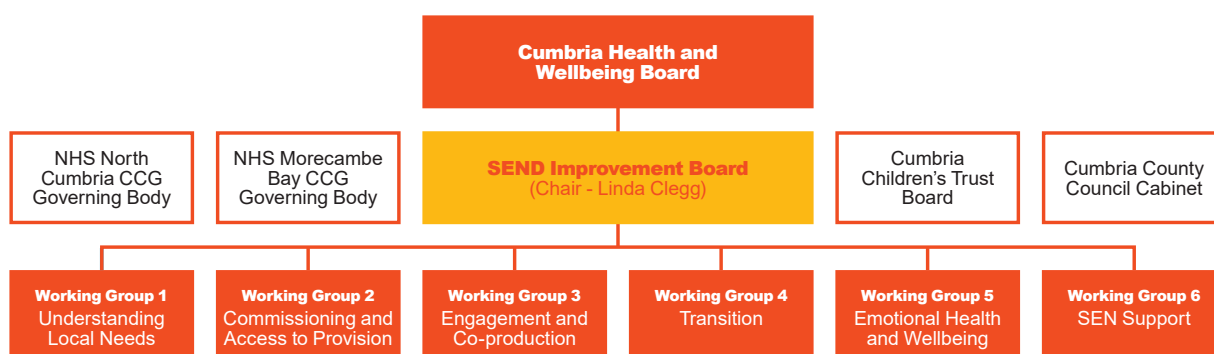 Cumbria Health and
Wellbeing Board
NHS North
Cumbria CCG
Governing Body
NHS Morecambe
Bay CCG
Governing Body
SEND Improvement Board
(Chair - Linda Clegg)
Cumbria
Children’s Trust
Board
Cumbria County
Council Cabinet
Working Group 1
Understanding
Local Needs
Working Group 2
Commissioning and
Access to Provision
Working Group 3
Engagement and
Co-production
Working Group 4
Transition
Working Group 5
Emotional Health
and Wellbeing
Working Group 6
SEN Support